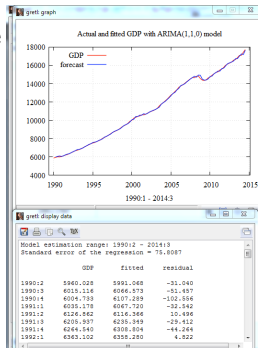 gretl: graph
Actual and fitted GDP with ARIMA(1,1,0) model
18000
16000
14000
12000
10000
8000
6000
4000
GDP
forecast
1990 1995 2000 2005 2010 2015
1990:1 - 2014:3
gretl: display data
Model estimation range: 1990:2 - 2014:3
Standard error of the regression = 75.8087
GDP fitted residual
1990:2 5960.028 5991.068 -31.040
1990:3 6015.116 6066.573 -51.457
1990:4 6004.733 6107.289 -102.556
1991:1 6035.178 6067.720 -32.542
1991:2 6126.862 6116.366 10.496
1991:3 6205.937 6235.349 -29.412
1991:4 6264.540 6308.804 -44.264
1992:1 6363.102 6358.280 4.822